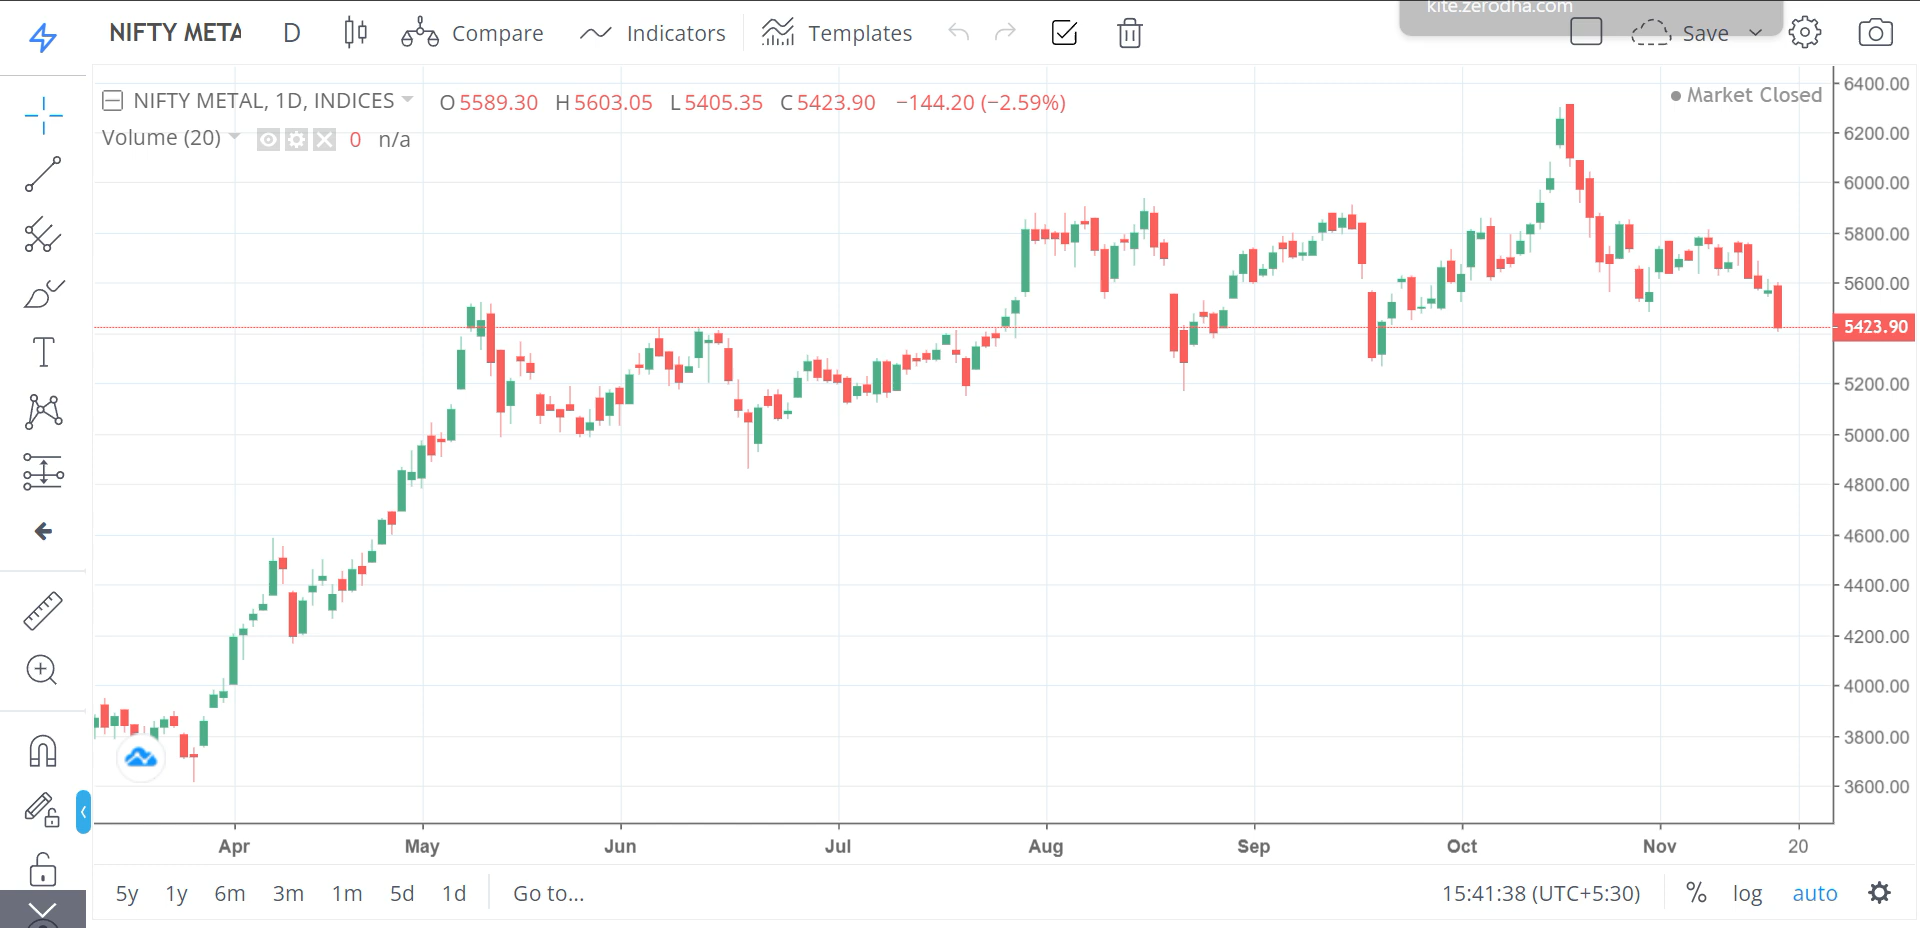 kite.zerodha.com
NIFTY META
D
Compare
Indicators
Templates
Save
NIFTY METAL, 1D, INDICES
O 5589.30 H 5603.05 L 5405.35 C 5423.90 −144.20 (−2.59%)
Market Closed
Volume (20)
0 n/a
6400.00
6200.00
6000.00
5800.00
5600.00
5423.90
5200.00
5000.00
4800.00
4600.00
4400.00
4200.00
4000.00
3800.00
3600.00
Apr May Jun Jul Aug Sep Oct Nov 20
5y 1y 6m 3m 1m 5d 1d Go to... 15:41:38 (UTC+5:30) % log auto